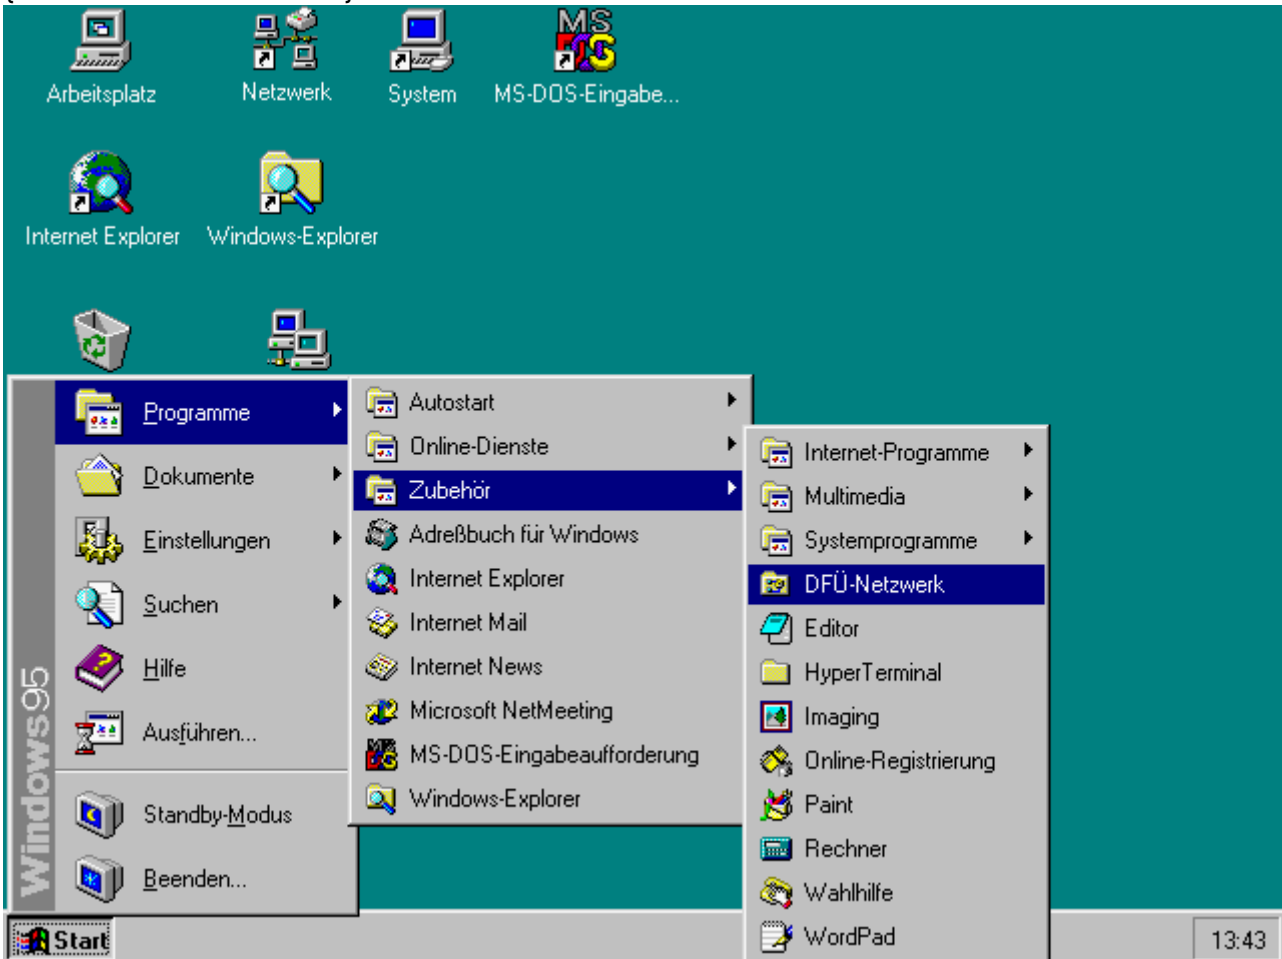 Arbeitsplatz
Netzwerk
System
MS-DOS-Eingabe...
MS
DOS
Internet Explorer
Windows-Explorer
Programme
Dokumente
Einstellungen
Suchen
Hilfe
Ausführen...
Standby-Modus
Beenden...
Windows95
Autostart
Online-Dienste
Zubehör
Adreßbuch für Windows
Internet Explorer
Internet Mail
Internet News
Microsoft NetMeeting
MS-DOS-Eingabeaufforderung
Windows-Explorer
Internet-Programme
Multimedia
Systemprogramme
DFÜ-Netzwerk
Editor
HyperTerminal
Imaging
Online-Registrierung
Paint
Rechner
Wahlhilfe
WordPad
Start
13:43